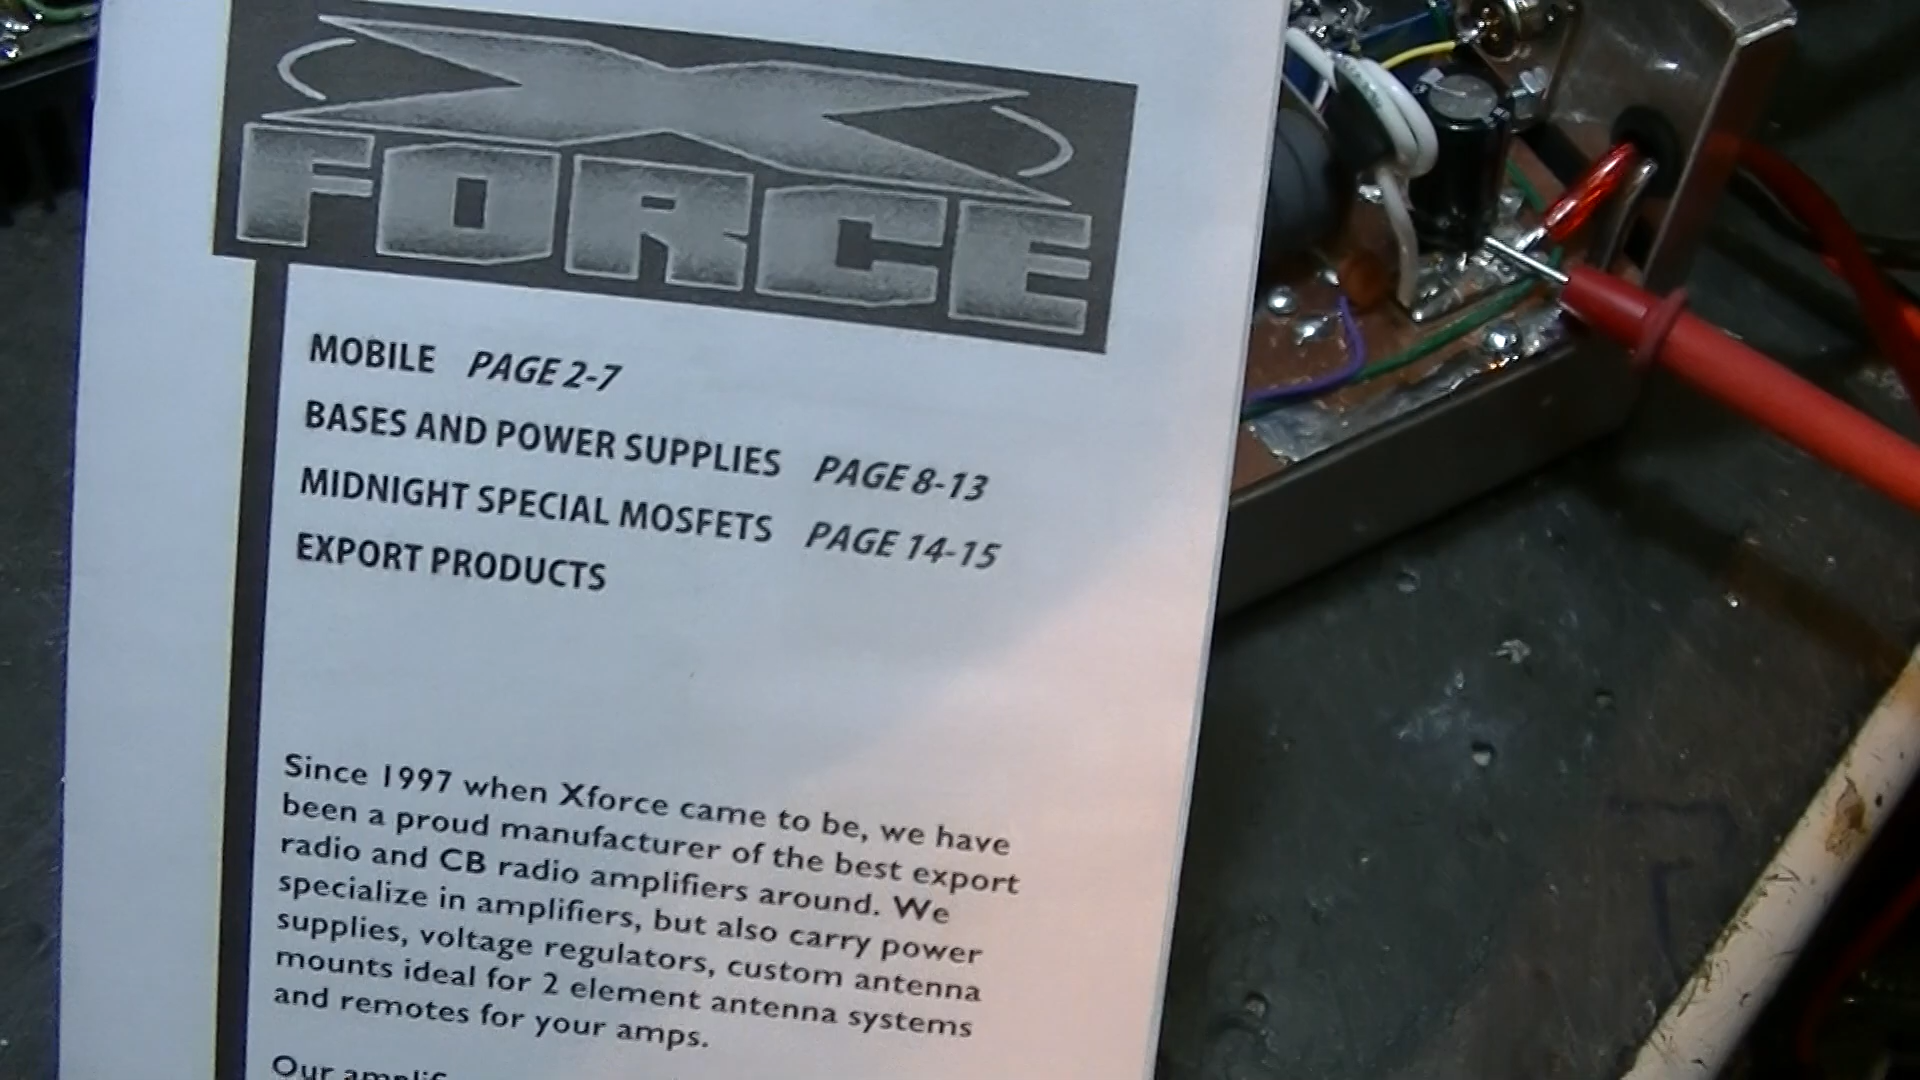 X
FORCE
MOBILE PAGE 2-7
BASES AND POWER SUPPLIES PAGE 8-13
MIDNIGHT SPECIAL MOSFETS PAGE 14-15
EXPORT PRODUCTS
Since 1997 when Xforce came to be, we have
been a proud manufacturer of the best export
radio and CB radio amplifiers around. We
specialize in amplifiers, but also carry power
supplies, voltage regulators, custom antenna
mounts ideal for 2 element antenna systems
and remotes for your amps.
Our